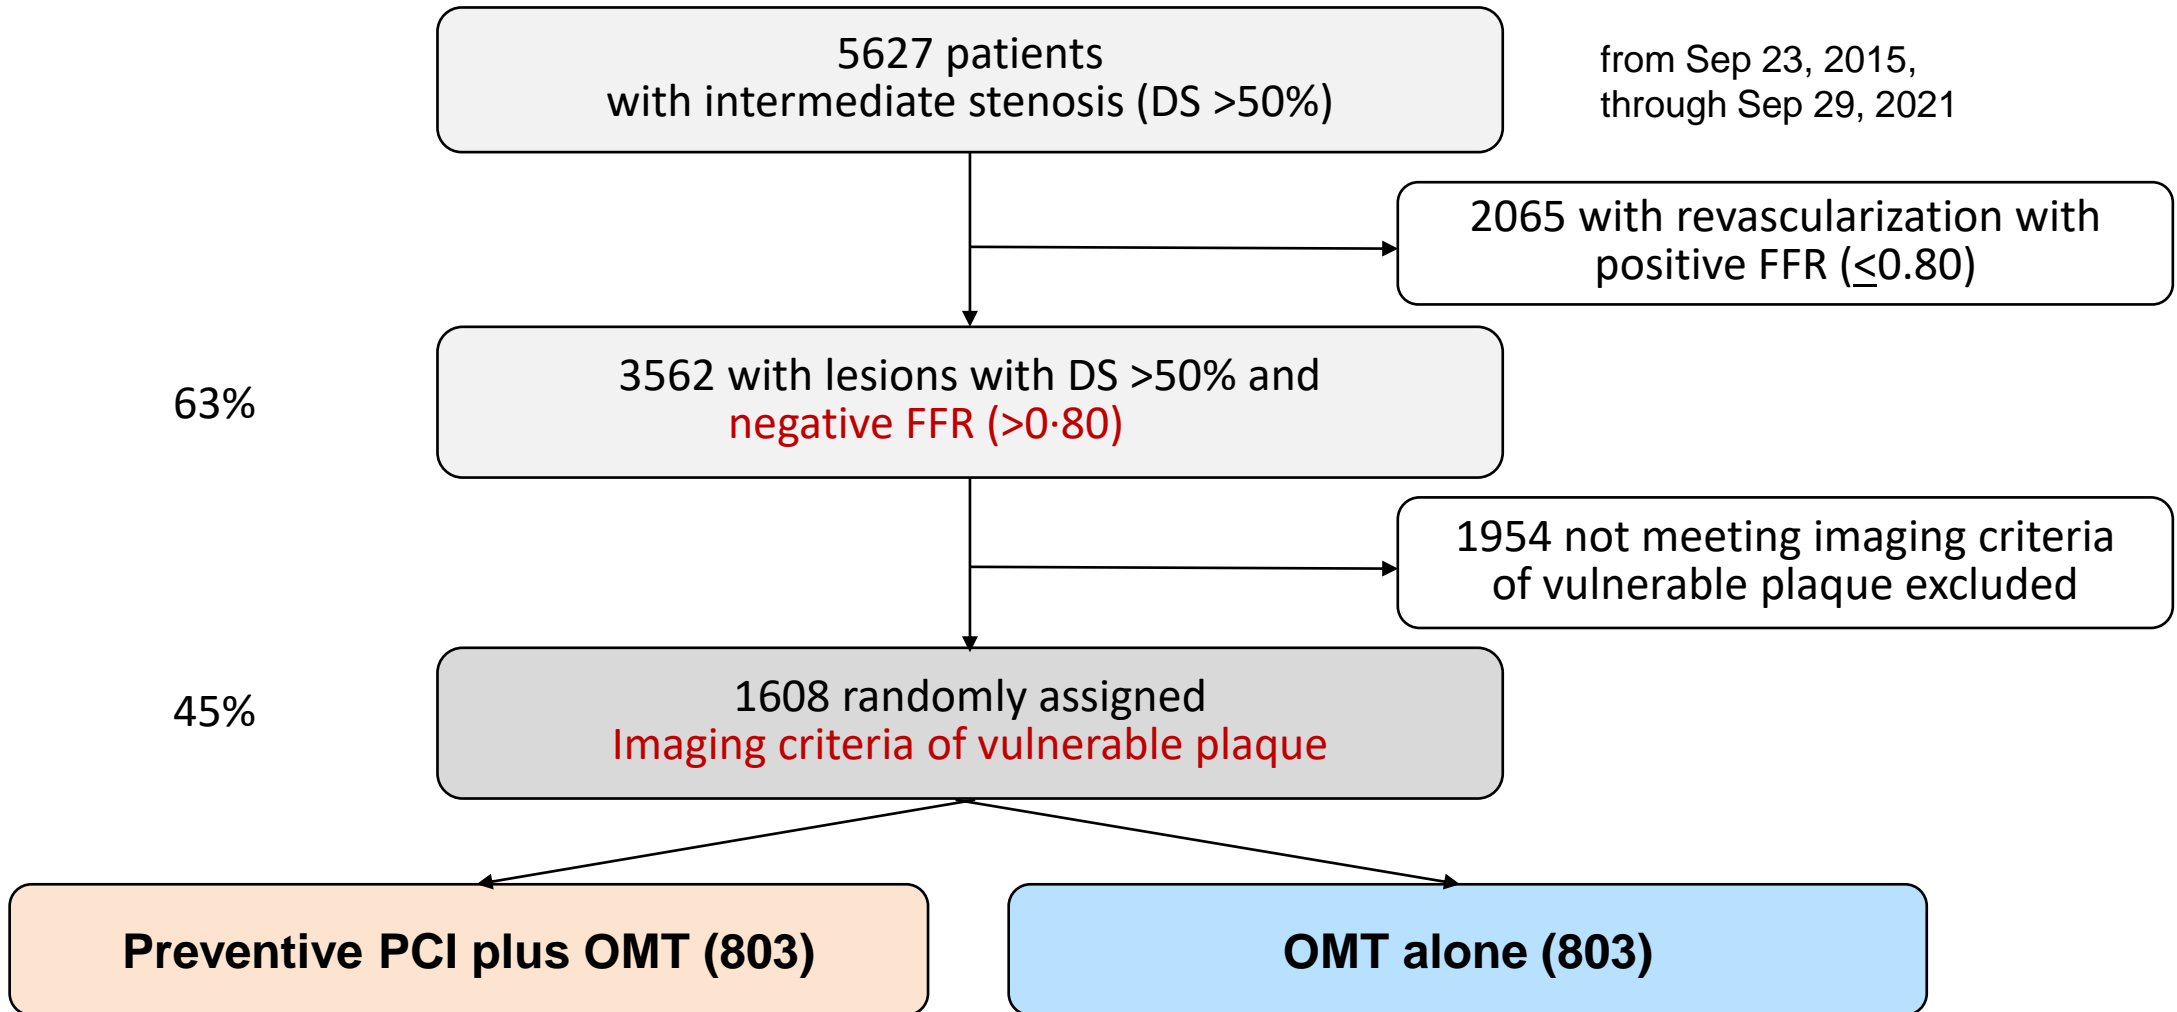 5627 patients
with intermediate stenosis (DS >50%)
from Sep 23, 2015,
through Sep 29, 2021
2065 with revascularization with
positive FFR (≤0.80)
63%
3562 with lesions with DS >50% and
negative FFR (>0·80)
1954 not meeting imaging criteria
of vulnerable plaque excluded
45%
1608 randomly assigned
Imaging criteria of vulnerable plaque
Preventive PCI plus OMT (803)
OMT alone (803)